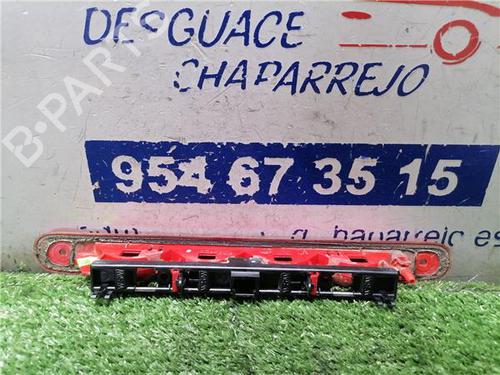 B-PARTS
DESGUACE
CHAPARREJO
954 67 35 15